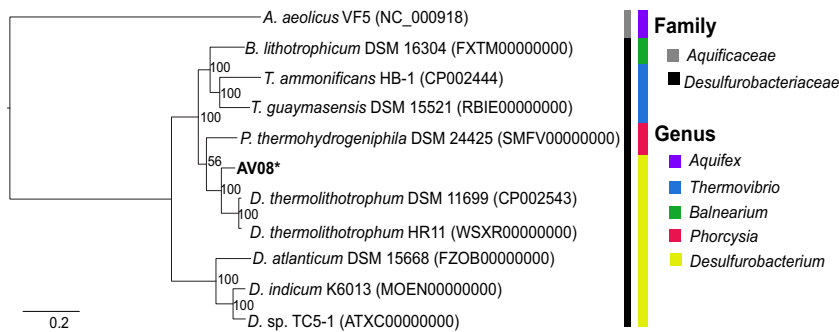 A. aeolicus VF5 (NC_000918)
B. lithotrophicum DSM 16304 (FXTM00000000)
100
T. ammonificans HB-1 (CP002444)
100
T. guaymasensis DSM 15521 (RBIE00000000)
100
P. thermohydrogeniphila DSM 24425 (SMFV00000000)
56
AV08*
100
D. thermolithotrophum DSM 11699 (CP002543)
100
D. thermolithotrophum HR11 (WSXR00000000)
D. atlanticum DSM 15668 (FZOB00000000)
100
D. indicum K6013 (MOEN00000000)
100
D. sp. TC5-1 (ATXC00000000)
0.2
Family
Aquificaceae
Desulfurobacteriaceae
Genus
Aquifex
Thermovibrio
Balnearium
Phorcysia
Desulfurobacterium